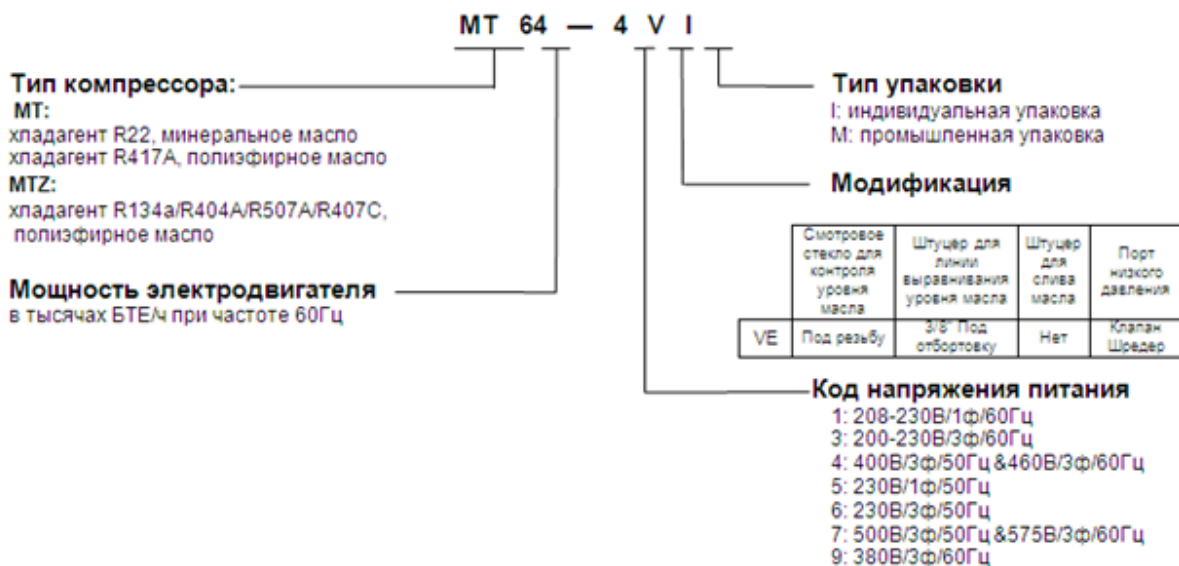 MT 64 — 4 V I
Тип компрессора:
MT:
хладагент R22, минеральное масло
хладагент R417A, полиэфирное масло
MTZ:
хладагент R134a/R404A/R507A/R407C,
полиэфирное масло
Мощность электродвигателя
в тысячах БТЕ/ч при частоте 60Гц
Тип упаковки
I: индивидуальная упаковка
M: промышленная упаковка
Модификация
Смотровое стекло для контроля уровня масла
Штуцер для линии выравнивания уровня масла
Штуцер для слива масла
Порт низкого давления
VE
Под резьбу
3/8" Под отбортовку
Нет
Клапан Шредер
Код напряжения питания
1: 208-230В/1ф/60Гц
3: 200-230В/3ф/60Гц
4: 400В/3ф/50Гц &460В/3ф/60Гц
5: 230В/1ф/50Гц
6: 230В/3ф/50Гц
7: 500В/3ф/50Гц &575В/3ф/60Гц
9: 380В/3ф/60Гц